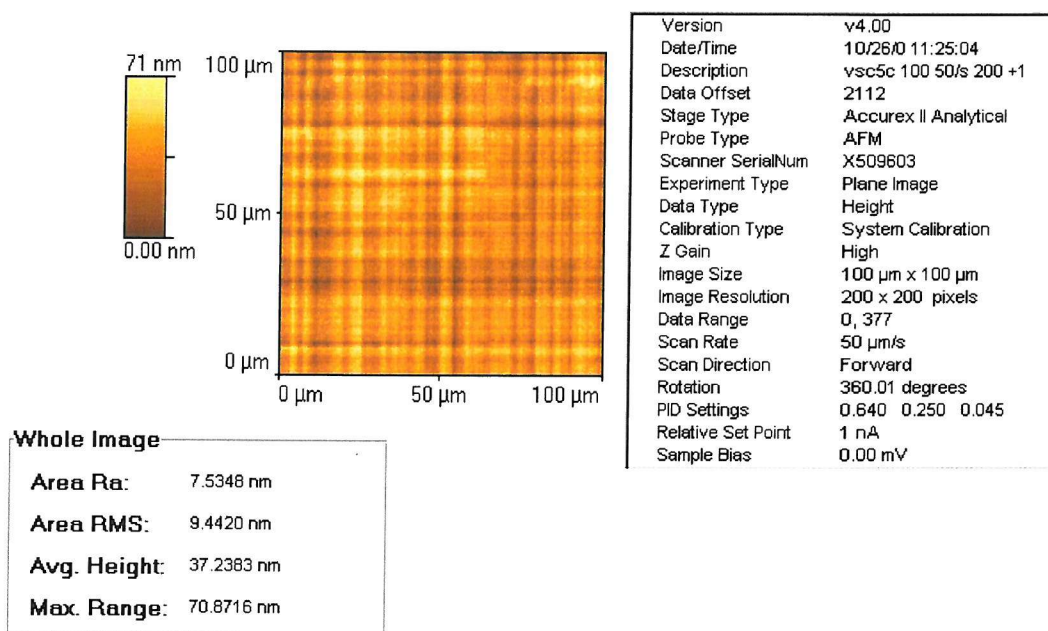 71 nm
0.00 nm
100 µm
50 µm
0 µm
0 µm
50 µm
100 µm
Version v4.00
Date/Time 10/26/0 11:25:04
Description vsc5c 100 50/s 200 +1
Data Offset 2112
Stage Type Accurex II Analytical
Probe Type AFM
Scanner SerialNum X509603
Experiment Type Plane Image
Data Type Height
Calibration Type System Calibration
Z Gain High
Image Size 100 µm x 100 µm
Image Resolution 200 x 200 pixels
Data Range 0, 377
Scan Rate 50 µm/s
Scan Direction Forward
Rotation 360.01 degrees
PID Settings 0.640 0.250 0.045
Relative Set Point 1 nA
Sample Bias 0.00 mV
Whole Image
Area Ra: 7.5348 nm
Area RMS: 9.4420 nm
Avg. Height: 37.2383 nm
Max. Range: 70.8716 nm